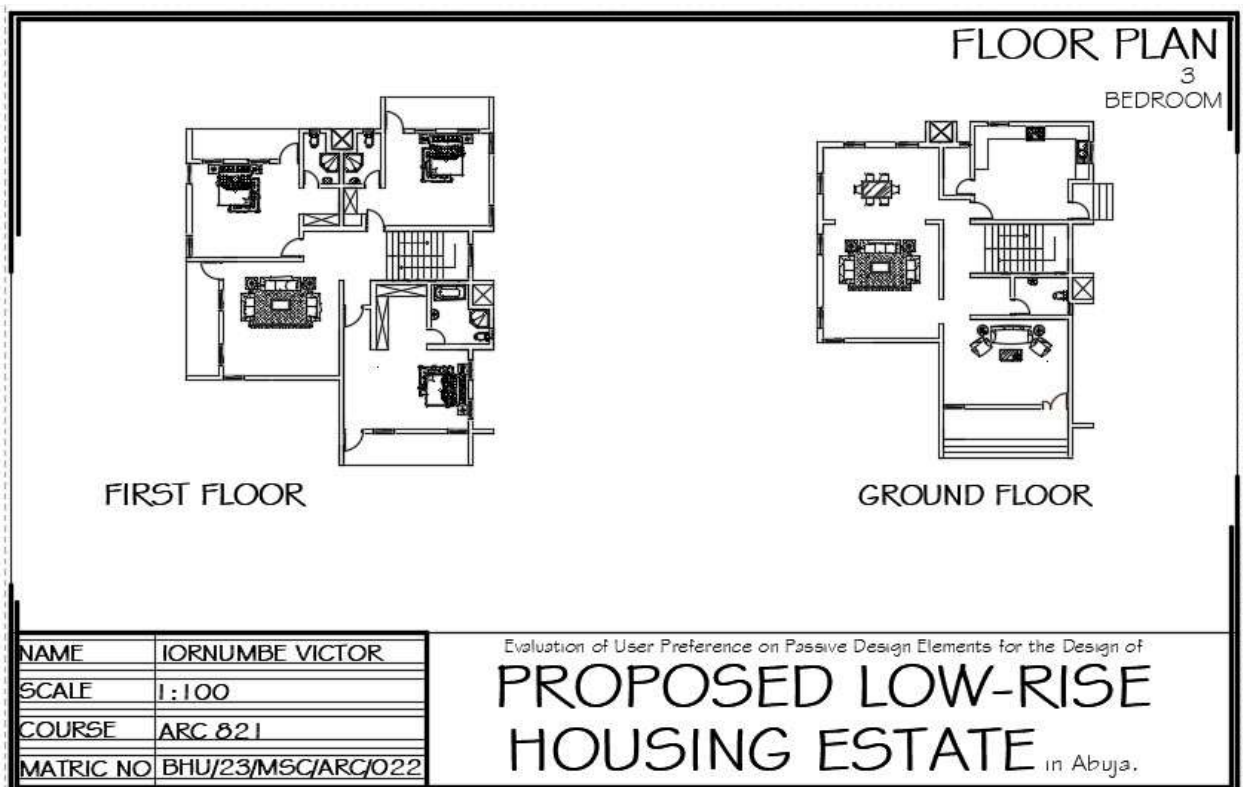 FLOOR PLAN
3
BEDROOM
FIRST FLOOR
GROUND FLOOR
NAME IORNUMBE VICTOR
SCALE 1:100
COURSE ARC 821
MATRIC NO BHU/23/MSC/ARC/022
Evaluation of User Preference on Passive Design Elements for the Design of
PROPOSED LOW-RISE
HOUSING ESTATE in Abuja.